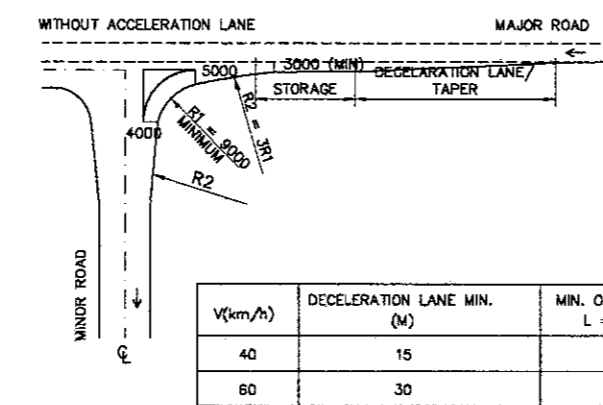 WITHOUT ACCELERATION LANE
MAJOR ROAD
5000
3000 (MIN)
DECELARATION LANE/
TAPER
STORAGE
4000
R1 = 9000
MINIMUM
R2 = 3R1
R2
MINOR ROAD
℄
V(km/h)
DECELERATION LANE MIN.
(M)
MIN.
L =
40
15
60
30